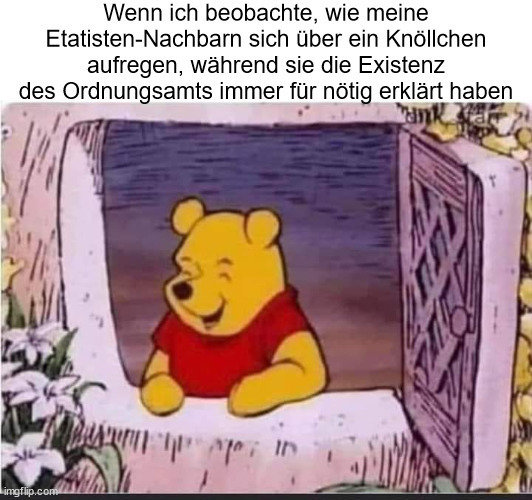 Wenn ich beobachte, wie meine
Etatisten-Nachbarn sich über ein Knöllchen
aufregen, während sie die Existenz
des Ordnungsamts immer für nötig erklärt haben
imgflip.com